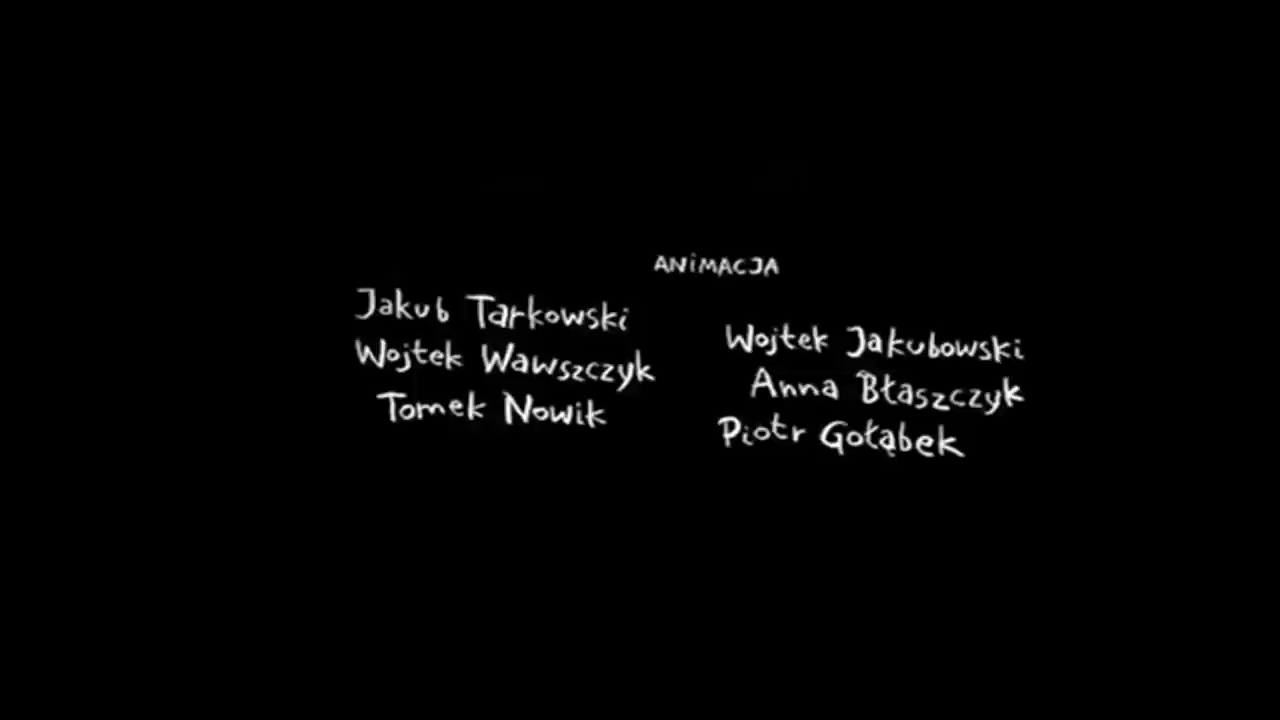 ANiMACJA
Jakub Tarkowski
Wojtek Wawszczyk
Tomek Nowik
Wojtek Jakubowski
Anna Błaszczyk
Piotr Gołąbek